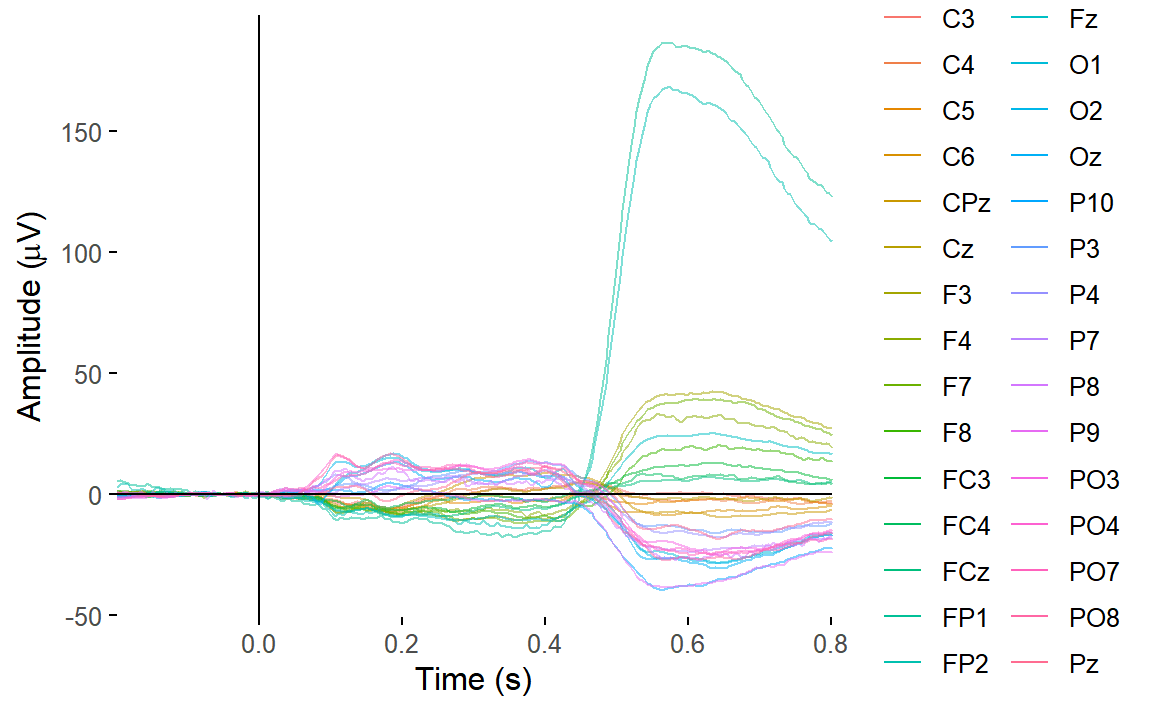 Amplitude (µV)
150
100
50
0
-50
0.0 0.2 0.4 0.6 0.8
Time (s)
C3 Fz
C4 O1
C5 O2
C6 Oz
CPz P10
Cz P3
F3 P4
F4 P7
F7 P8
F8 P9
FC3 PO3
FC4 PO4
FCz PO7
FP1 PO8
FP2 Pz